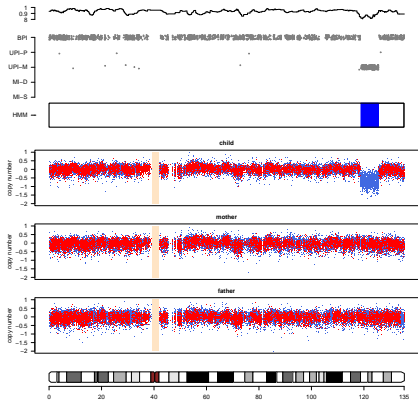 1
0.9
8
BPI
UPI−P
UPI−M
MI−D
MI−S
HMM
child
copy number
1
0.5
0
−0.5
−1
−1.5
−2
mother
copy number
1
0.5
0
−0.5
−1
−1.5
−2
father
copy number
1
0.5
0
−0.5
−1
−1.5
−2
0 20 40 60 80 100 120 135